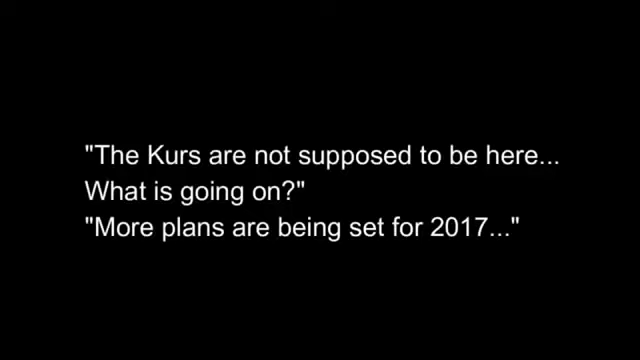 "The Kurs are not supposed to be here...
What is going on?"
"More plans are being set for 2017..."